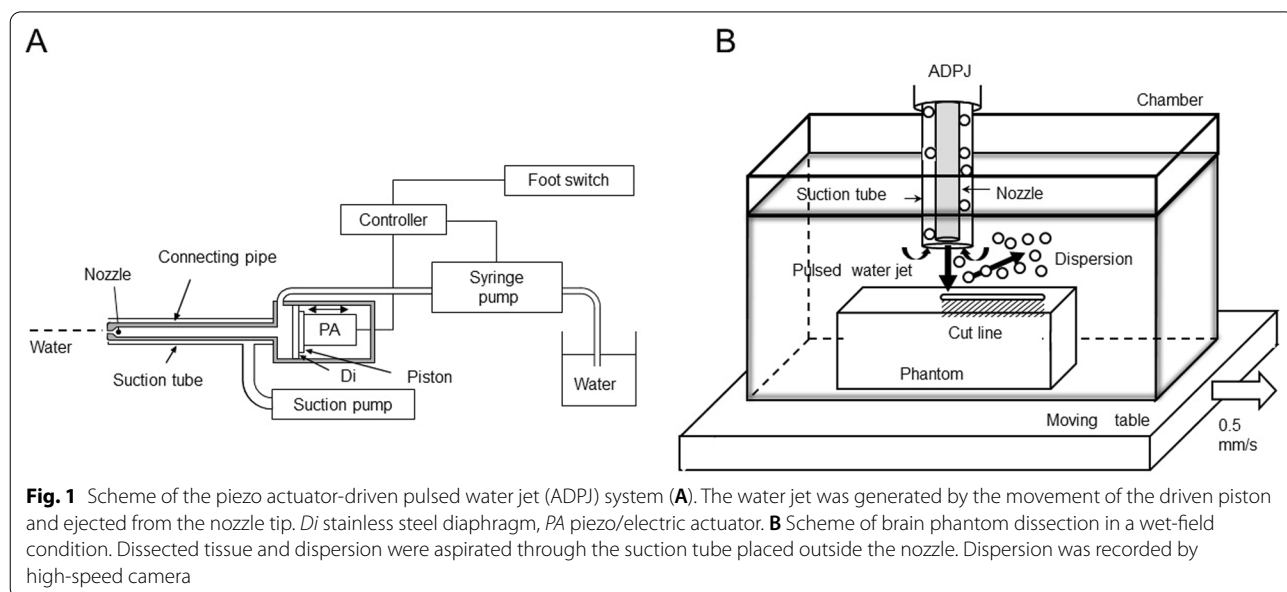 A
Foot switch
Controller
Connecting pipe
Nozzle
Syringe
pump
PA
Water
Suction tube
Di
Piston
Water
Suction pump
B
ADPJ
Chamber
Suction tube
Nozzle
Dispersion
Pulsed water jet
Cut line
Phantom
Moving table
0.5
mm/s
Fig. 1 Scheme of the piezo actuator-driven pulsed water jet (ADPJ) system (A). The water jet was generated by the movement of the driven piston
and ejected from the nozzle tip. Di stainless steel diaphragm, PA piezo/electric actuator. B Scheme of brain phantom dissection in a wet-field
condition. Dissected tissue and dispersion were aspirated through the suction tube placed outside the nozzle. Dispersion was recorded by
high-speed camera